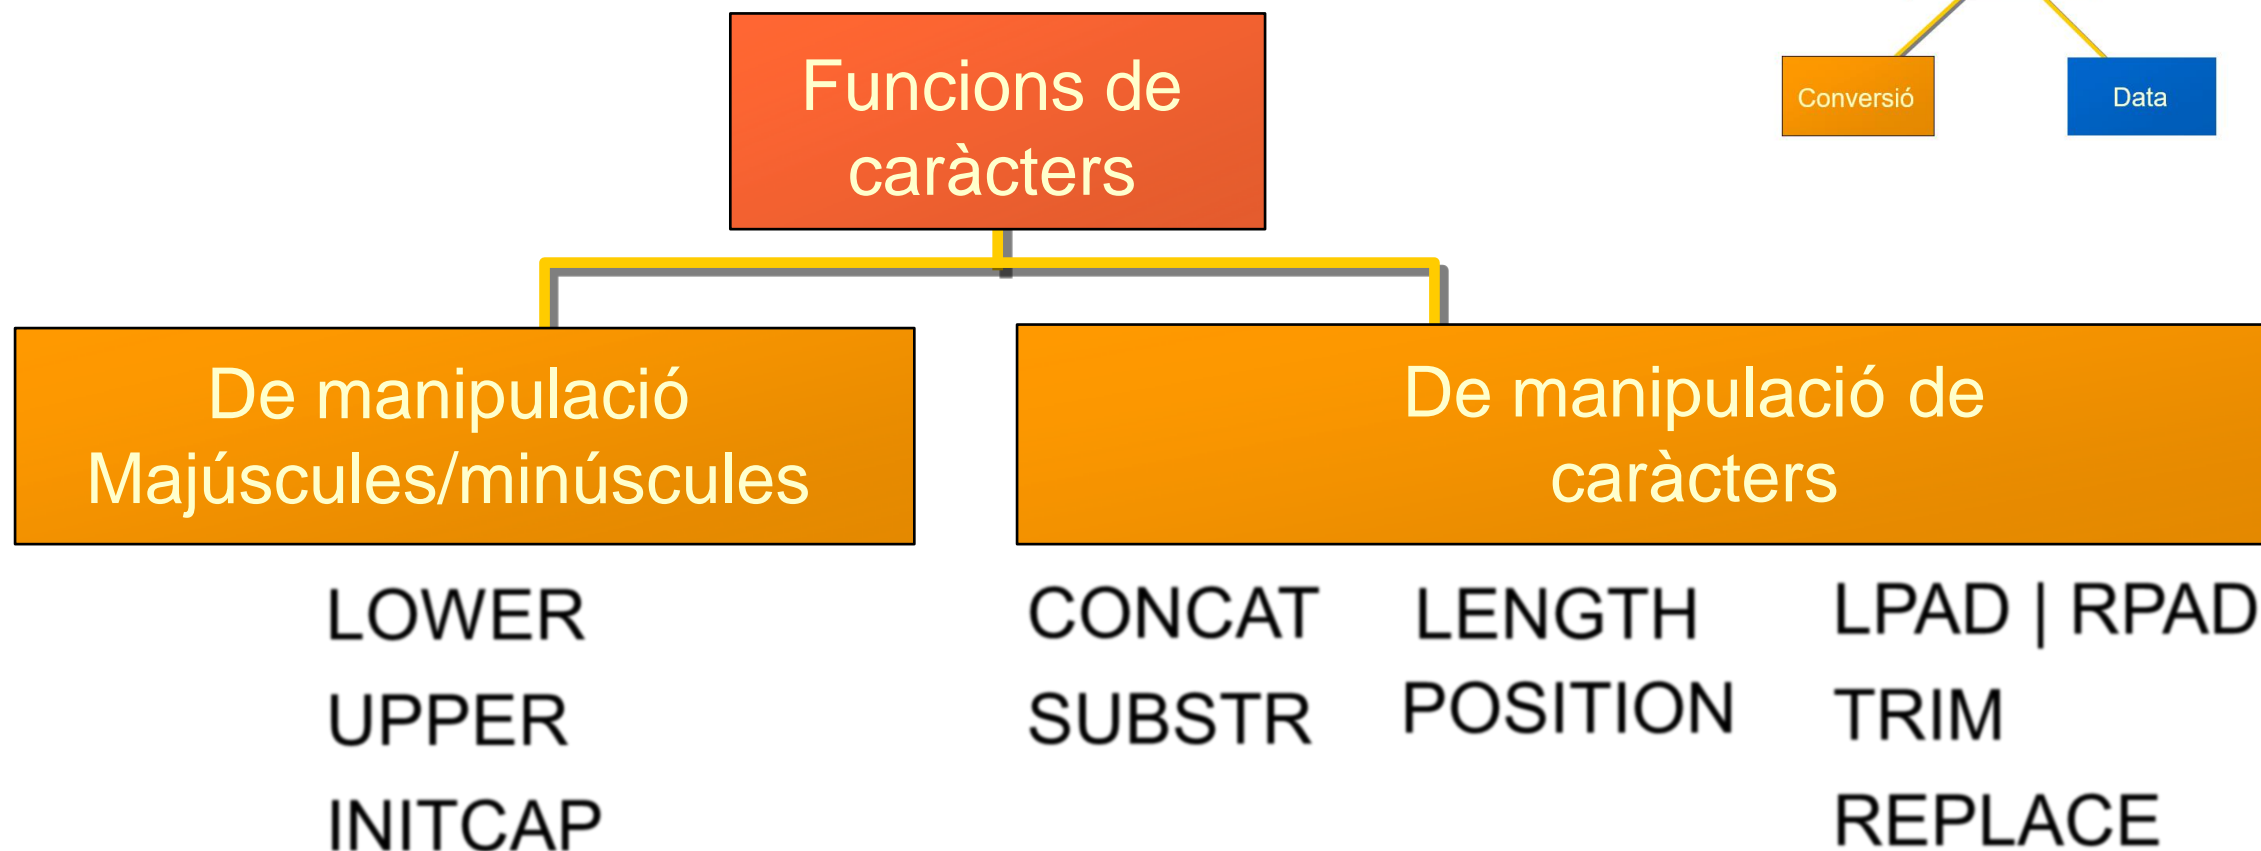 Funcions de
caràcters
Conversió
Data
De manipulació
Majúscules/minúscules
De manipulació de
caràcters
LOWER
UPPER
INITCAP
CONCAT
SUBSTR
LENGTH
POSITION
LPAD | RPAD
TRIM
REPLACE